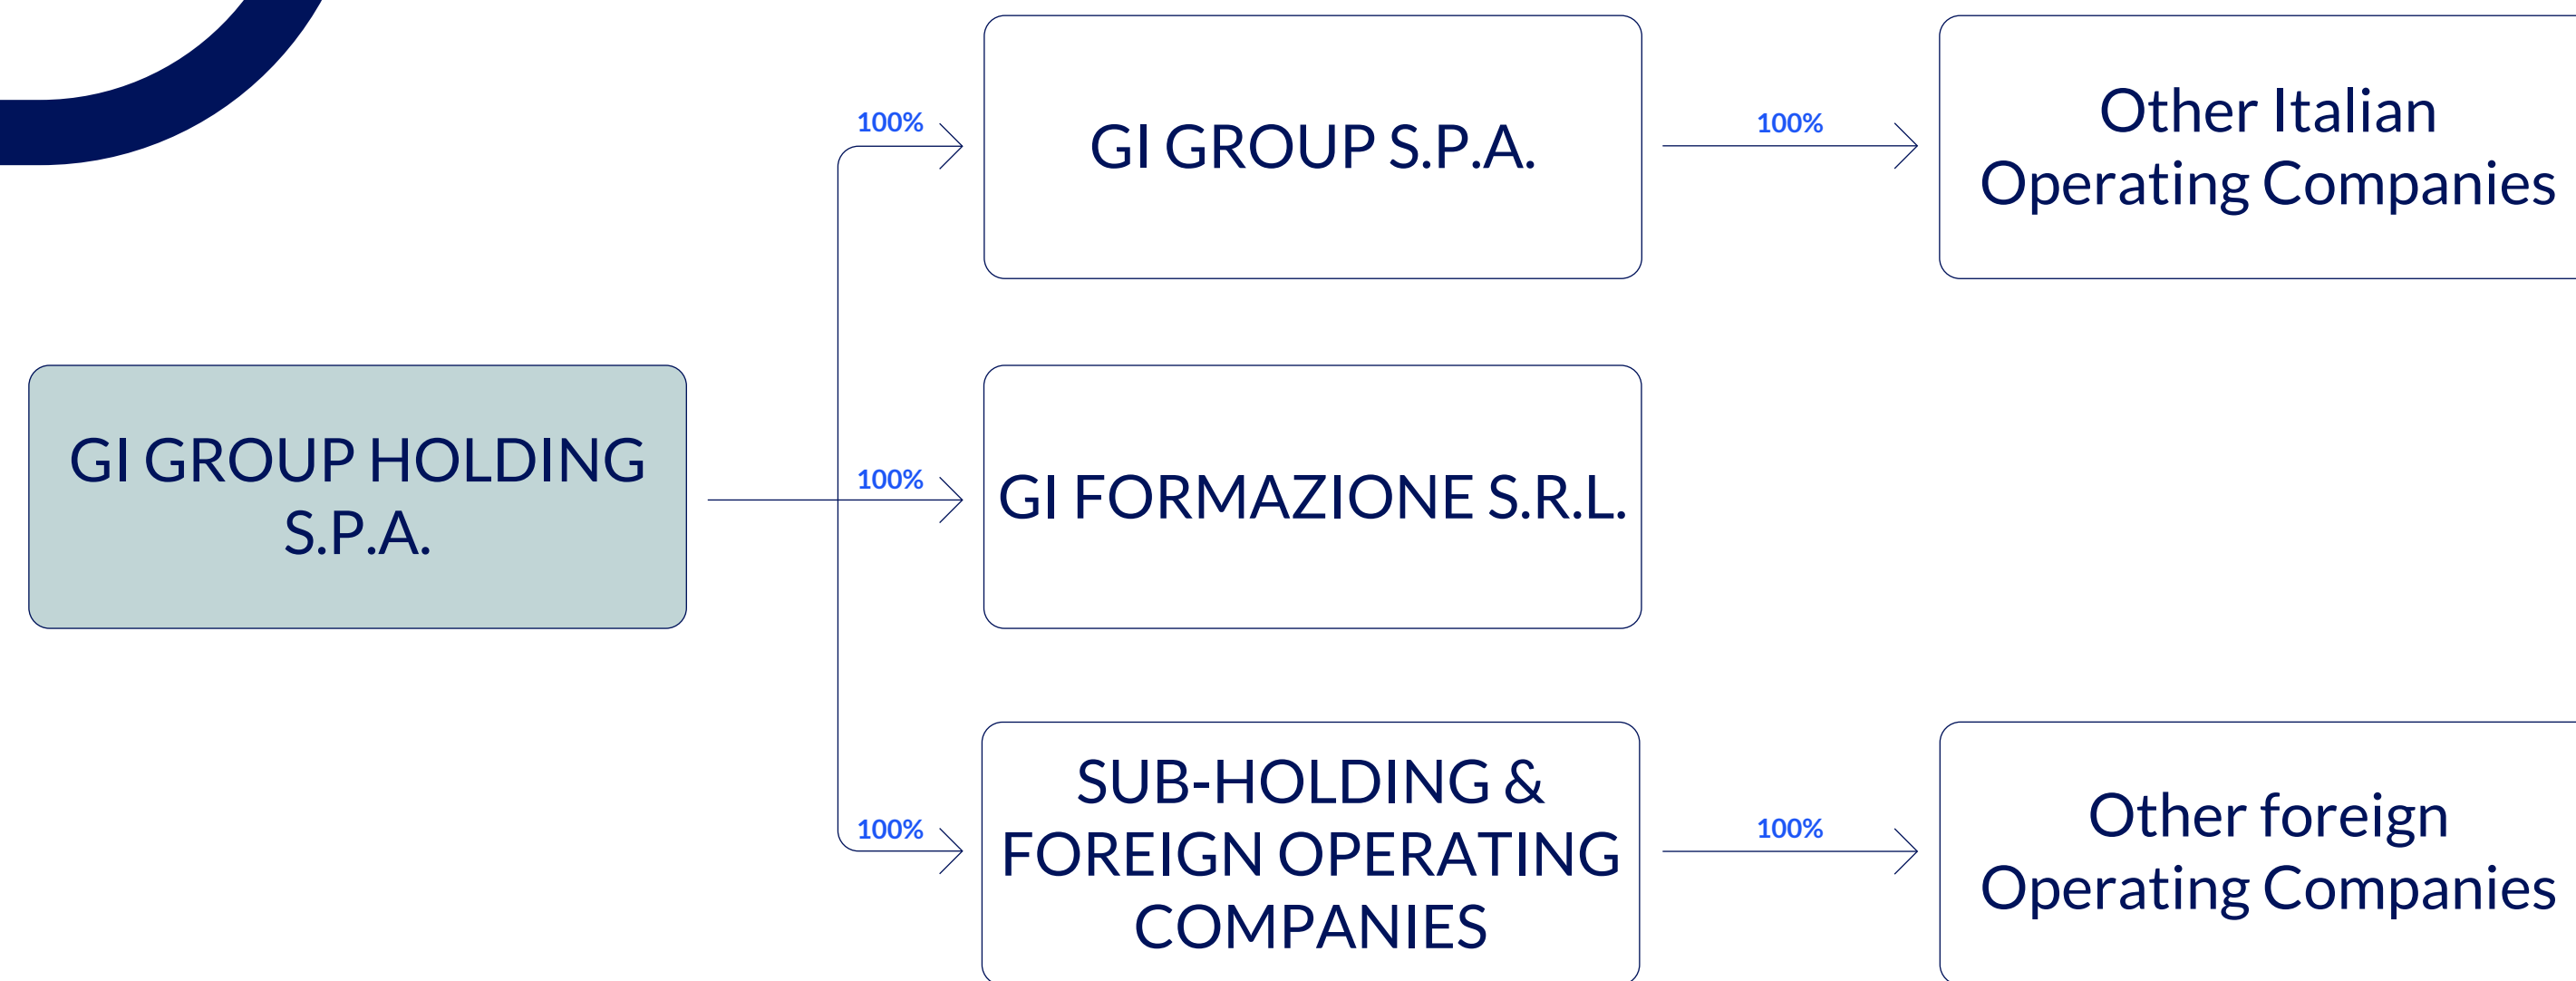 100%
GI GROUP S.P.A.
100%
Other Italian
Operating Companies
GI GROUP HOLDING
S.P.A.
100%
GI FORMAZIONE S.R.L.
100%
SUB-HOLDING &
FOREIGN OPERATING
COMPANIES
100%
Other foreign
Operating Companies